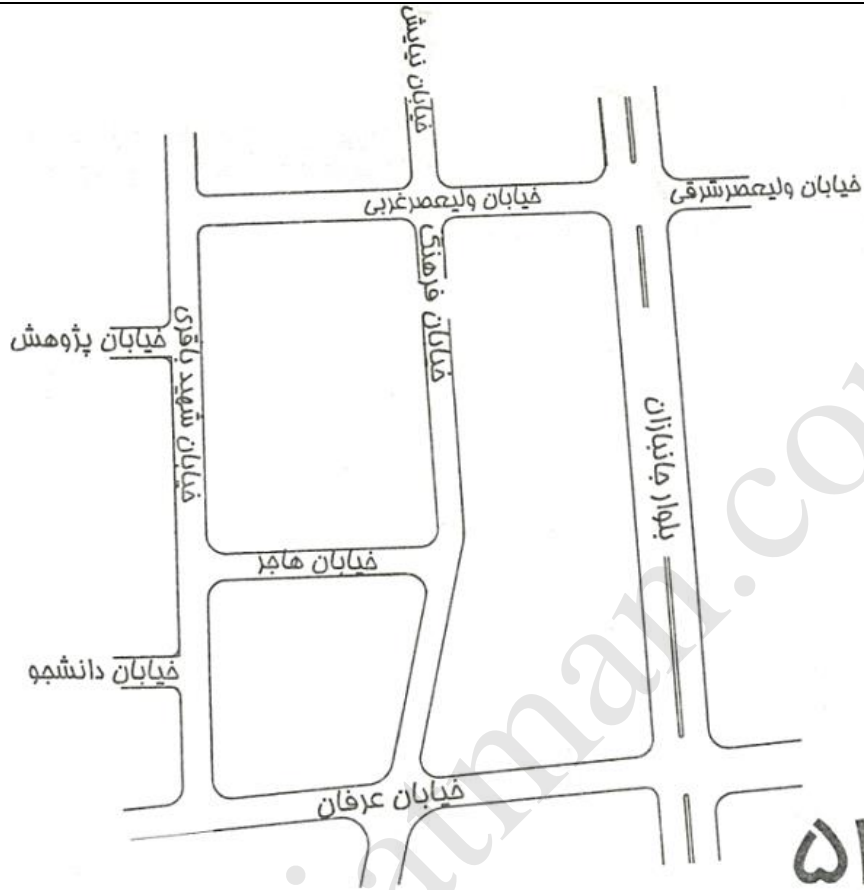 خیابان نیایش
خیابان ولیعصرشرقی
خیابان ولیعصرغربی
خیابان فرهنگ
خیابان پژوهش
خیابان شهید باقری
بلوار جانبازان
خیابان هاجر
خیابان دانشجو
خیابان عرفان